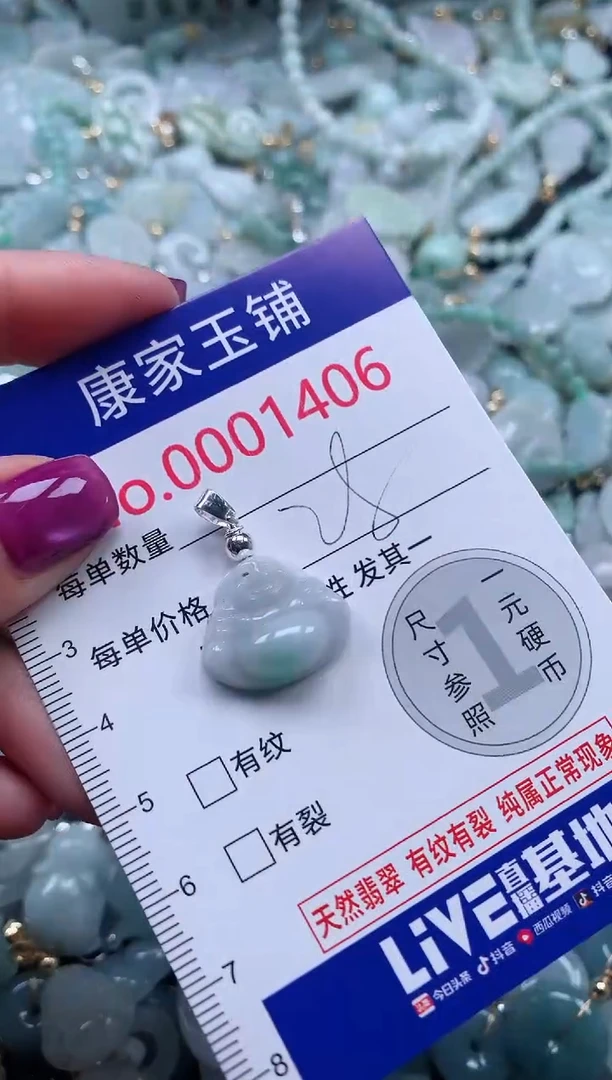 康家玉铺
o.0001406
每单数量
每单价格 性 发其一
3
4
5
6
7
8
尺寸参照
1
一元硬币
有纹
有裂
天然翡翠 有纹有裂 纯属正常现象
LiVE直播基地
今日头条 抖音 西瓜视频 抖音